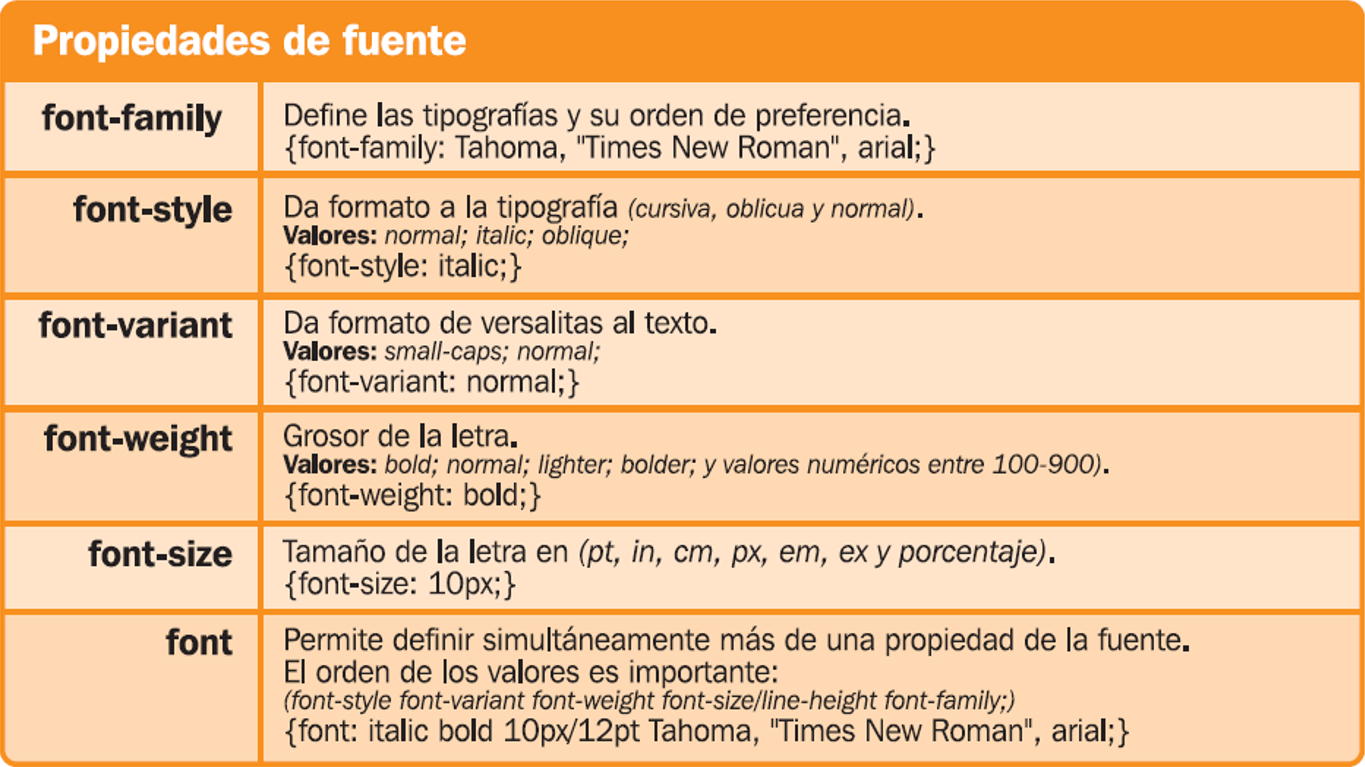 Propiedades de fuente
font-family
Define las tipografías y su orden de preferencia.
{font-family: Tahoma, "Times New Roman", arial;}
font-style
Da formato a la tipografía (cursiva, oblicua y normal).
Valores: normal; italic; oblique;
{font-style: italic;}
font-variant
Da formato de versalitas al texto.
Valores: small-caps; normal;
{font-variant: normal;}
font-weight
Grosor de la letra.
Valores: bold; normal; lighter; bolder; y valores numéricos entre 100-900).
{font-weight: bold;}
font-size
Tamaño de la letra en (pt, in, cm, px, em, ex y porcentaje).
{font-size: 10px;}
font
Permite definir simultáneamente más de una propiedad de la fuente.
El orden de los valores es importante:
(font-style font-variant font-weight font-size/line-height font-family;)
{font: italic bold 10px/12pt Tahoma, "Times New Roman", arial;}